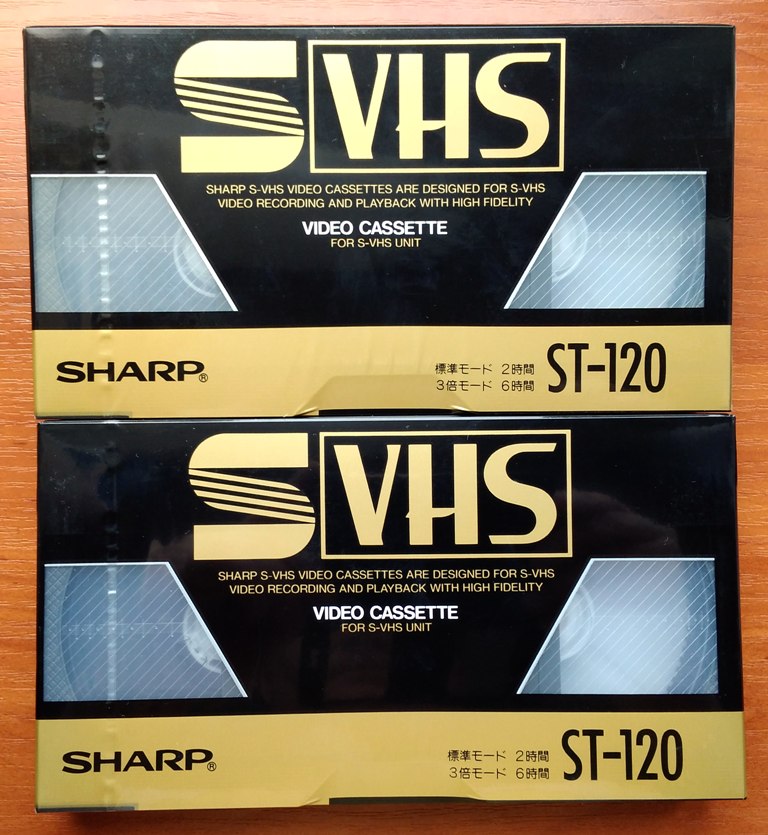 S VHS
SHARP S-VHS VIDEO CASSETTES ARE DESIGNED FOR S-VHS
VIDEO RECORDING AND PLAYBACK WITH HIGH FIDELITY
VIDEO CASSETTE
FOR S-VHS UNIT
SHARP®
標準モード 2時間
3倍モード 6時間
ST-120
S VHS
SHARP S-VHS VIDEO CASSETTES ARE DESIGNED FOR S-VHS
VIDEO RECORDING AND PLAYBACK WITH HIGH FIDELITY
VIDEO CASSETTE
FOR S-VHS UNIT
SHARP®
標準モード 2時間
3倍モード 6時間
ST-120